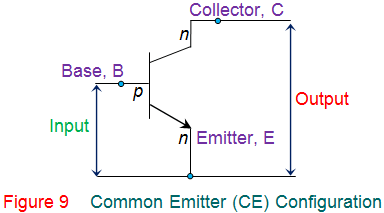 Collector, C
n
Base, B
p
Output
Input
n Emitter, E
Figure 9 Common Emitter (CE) Configuration